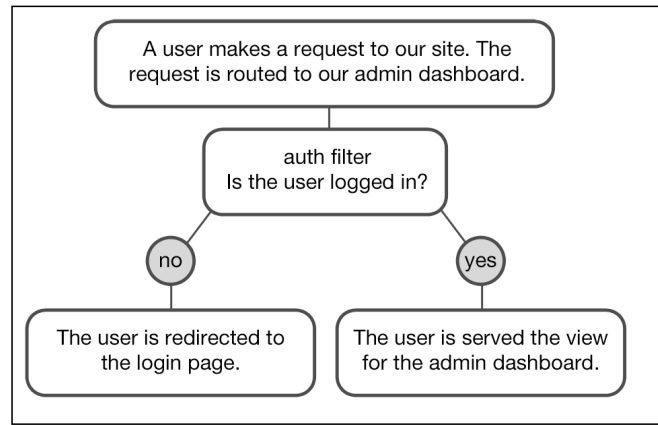 A user makes a request to our site. The
request is routed to our admin dashboard.
auth filter
Is the user logged in?
no
yes
The user is redirected to
the login page.
The user is served the view
for the admin dashboard.